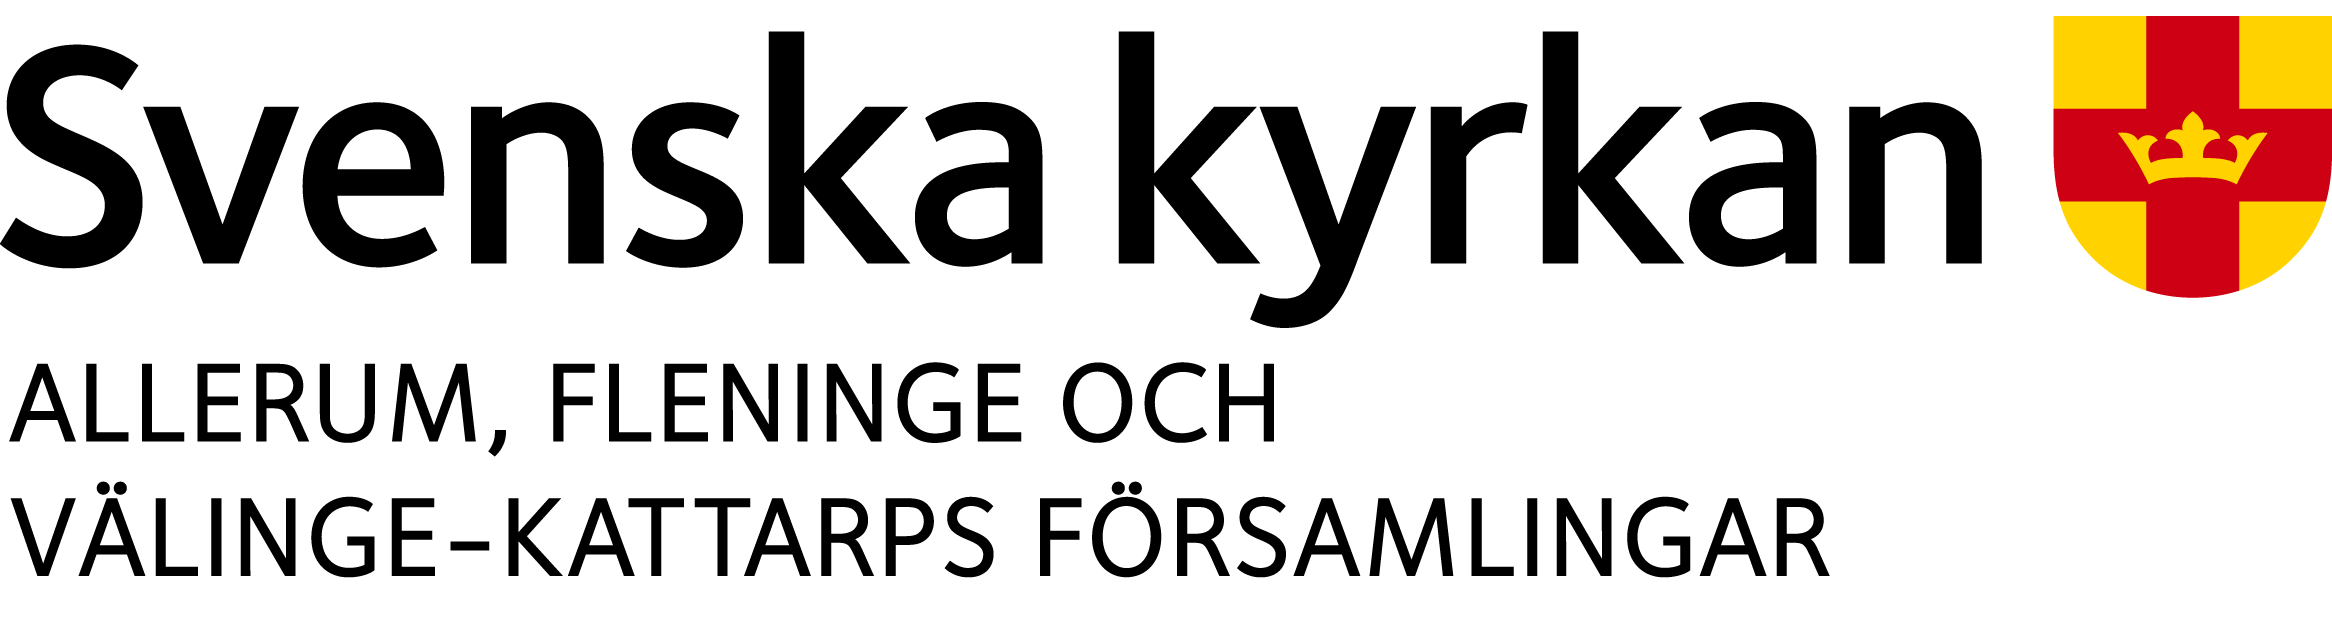 Svenska kyrkan
ALLERUM, FLENINGE OCH
VÄLINGE-KATTARPS FÖRSAMLINGAR